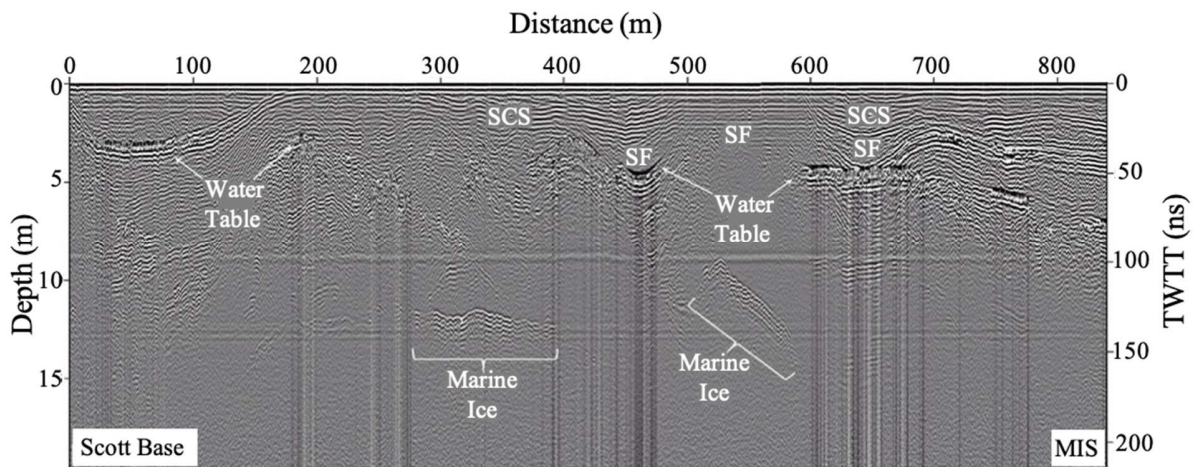 Distance (m)
0 100 200 300 400 500 600 700 800
0
5
10
15
Depth (m)
0
50
100
150
200
TWTT (ns)
SCS
SCS
SF
SF
SF
Water
Table
Water
Table
Marine
Ice
Marine
Ice
Scott Base
MIS